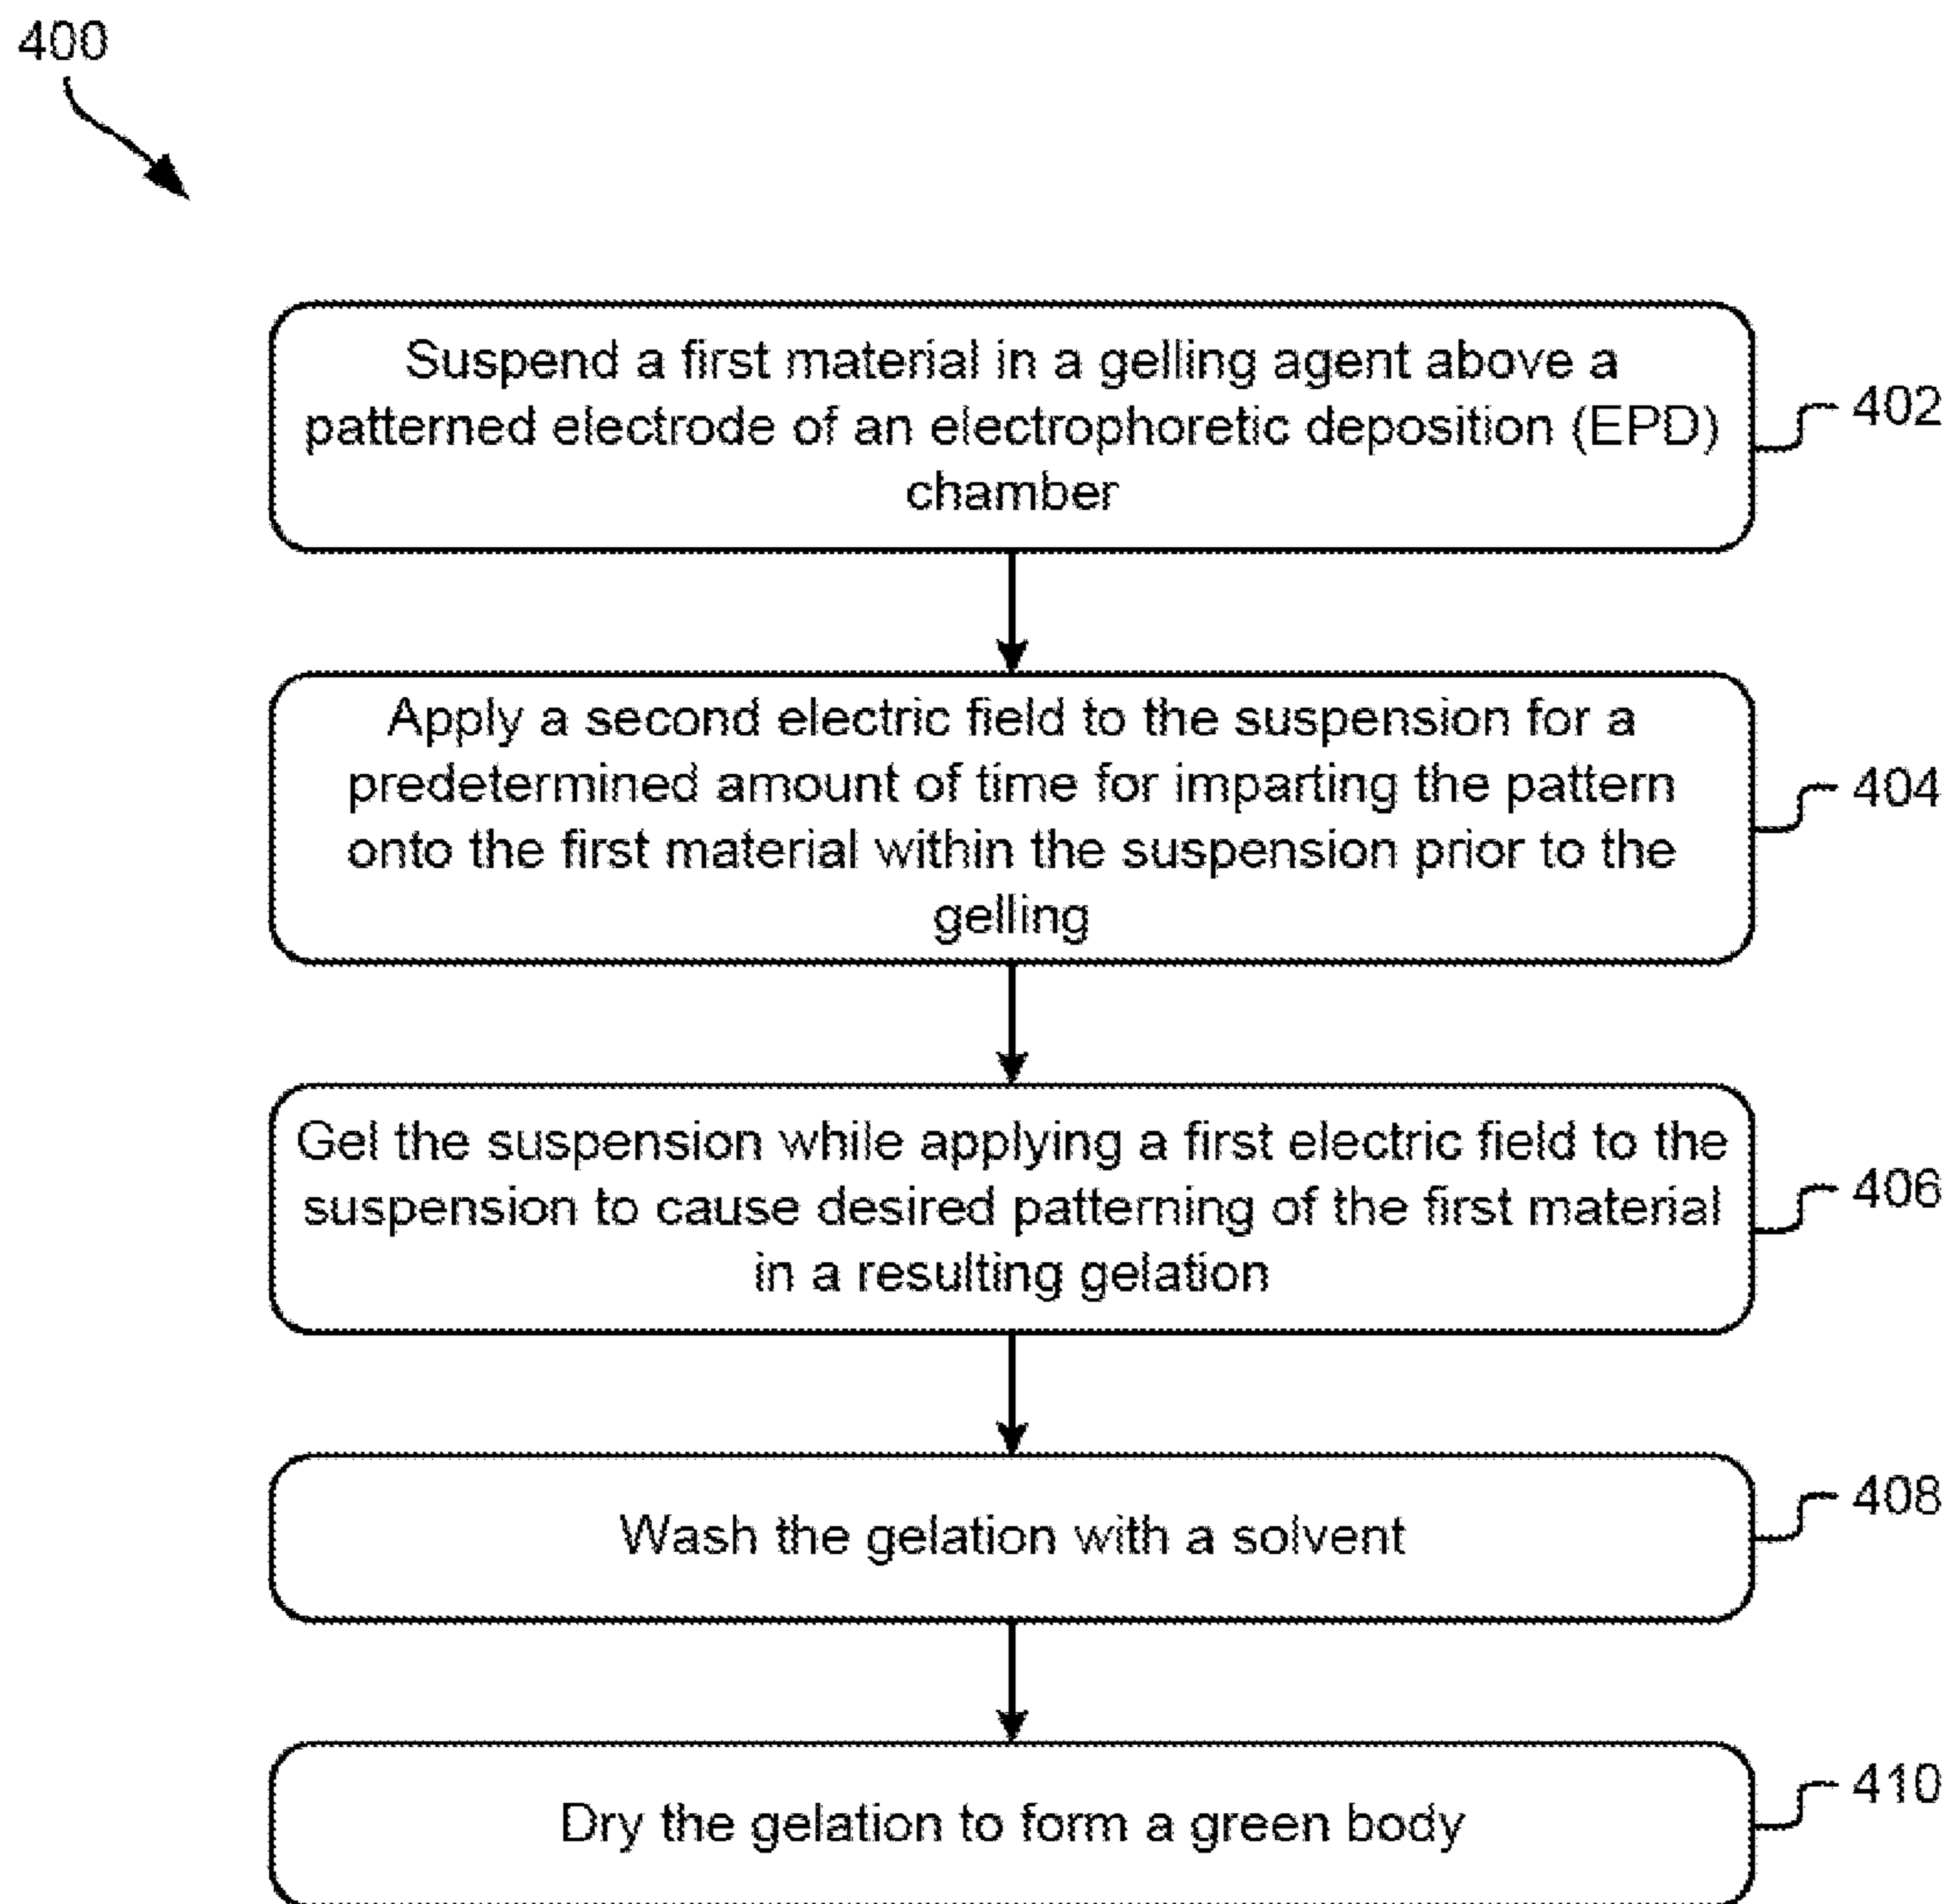 400
Suspend a first material in a gelling agent above a
patterned electrode of an electrophoretic deposition (EPD)
chamber
402
Apply a second electric field to the suspension for a
predetermined amount of time for imparting the pattern
onto the first material within the suspension prior to the
gelling
404
Gel the suspension while applying a first electric field to the
suspension to cause desired patterning of the first material
in a resulting gelation
406
Wash the gelation with a solvent
408
Dry the gelation to form a green body
410